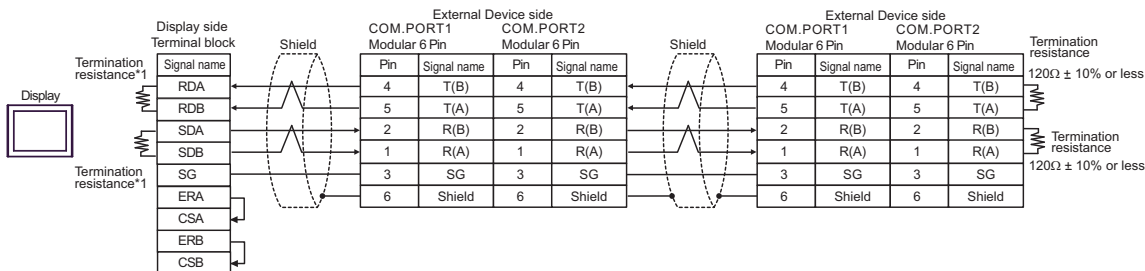 External Device side
External Device side
Display side
Terminal block
Shield
COM.PORT1
Modular 6 Pin
COM.PORT2
Modular 6 Pin
Shield
COM.PORT1
Modular 6 Pin
COM.PORT2
Modular 6 Pin
Termination
resistance
120Ω ± 10% or less
Termination
resistance*1
Signal name
Pin Signal name Pin Signal name
Pin Signal name Pin Signal name
Display
RDA 4 T(B) 4 T(B) 4 T(B) 4 T(B)
RDB 5 T(A) 5 T(A) 5 T(A) 5 T(A)
SDA 2 R(B) 2 R(B) 2 R(B) 2 R(B)
SDB 1 R(A) 1 R(A) 1 R(A) 1 R(A)
Termination
resistance
120Ω ± 10% or less
Termination
resistance*1
SG 3 SG 3 SG 3 SG 3 SG
ERA 6 Shield 6 Shield 6 Shield 6 Shield
CSA
ERB
CSB